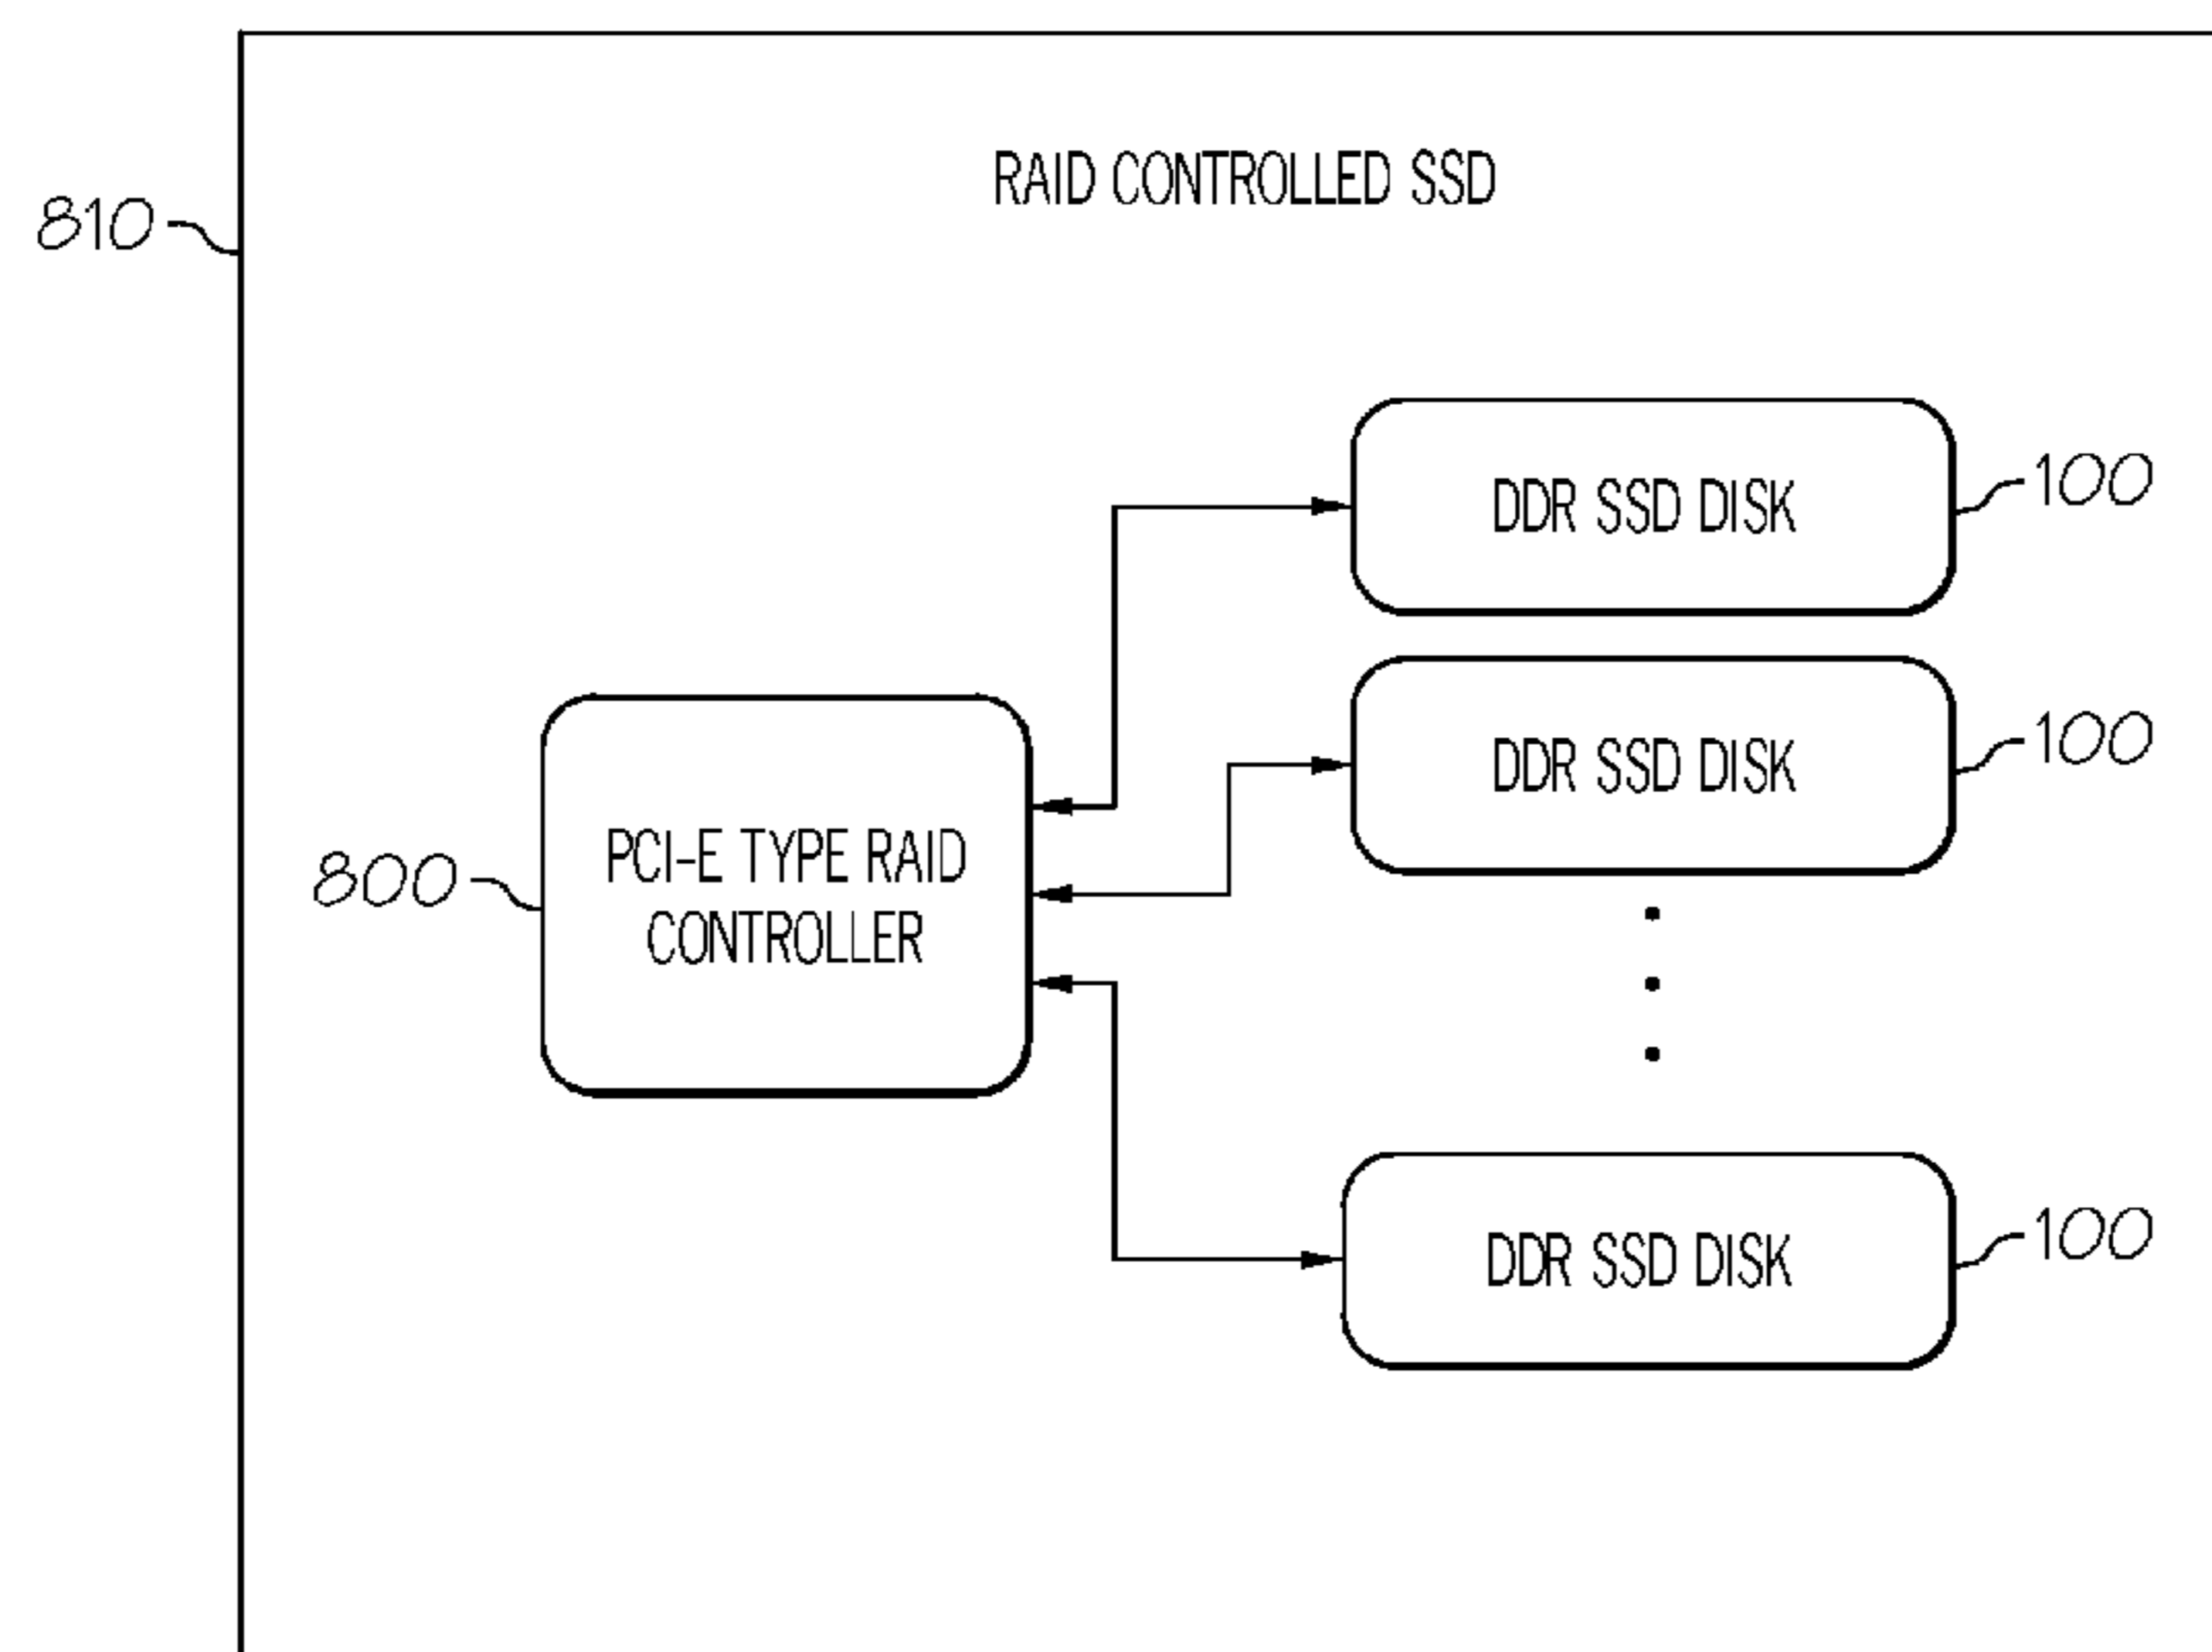 RAID CONTROLLED SSD
810
DDR SSD DISK
100
DDR SSD DISK
100
800
PCI-E TYPE RAID
CONTROLLER
DDR SSD DISK
100